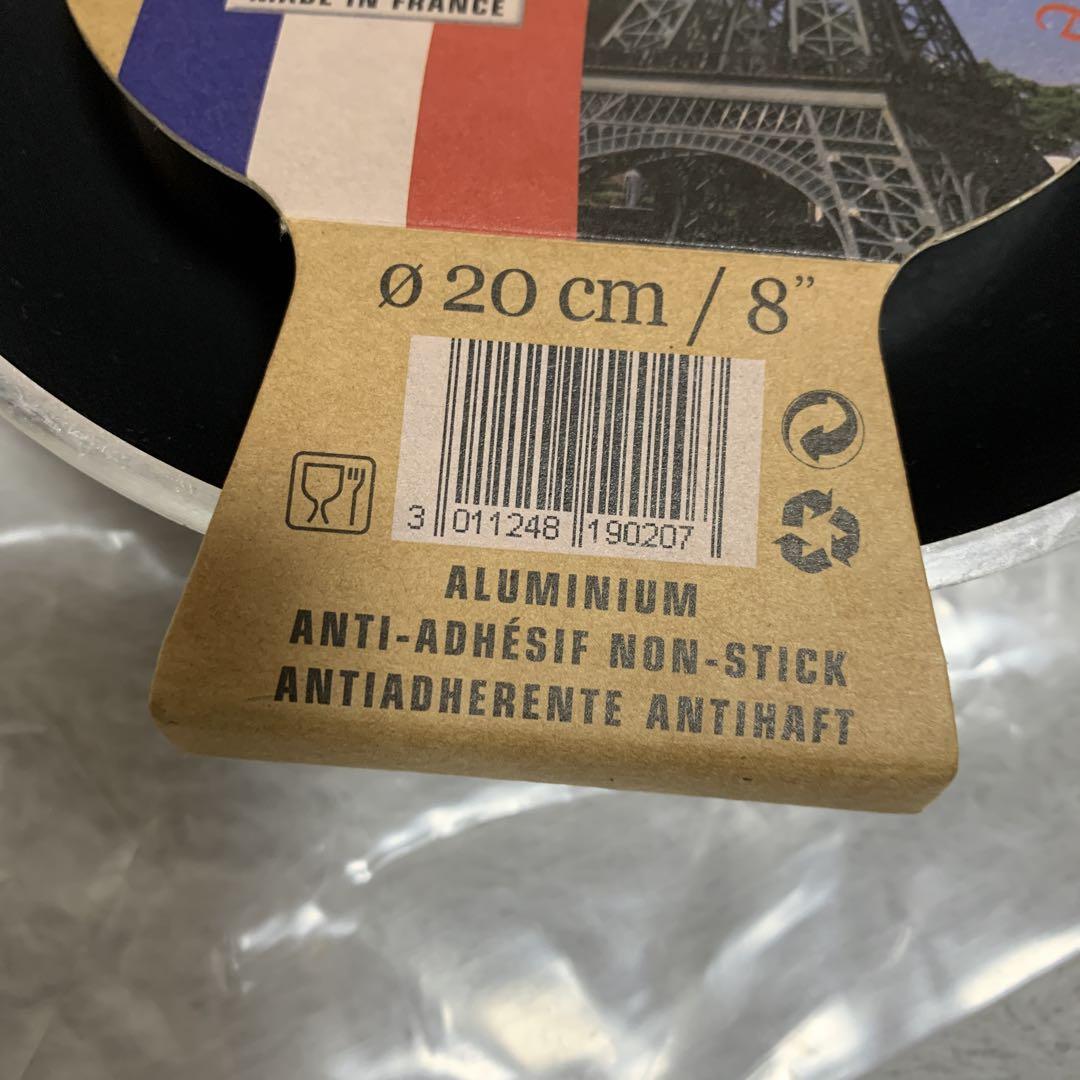 MADE IN FRANCE
Ø 20 cm / 8”
3 011248 190207
ALUMINIUM
ANTI-ADHÉSIF NON-STICK
ANTIADHERENTE ANTIHAFT